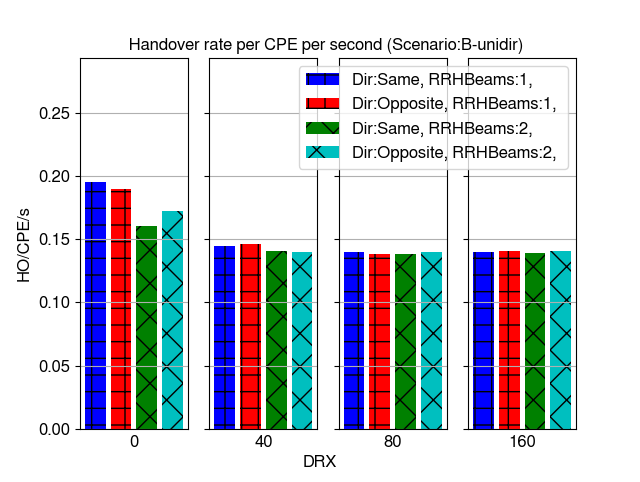 Handover rate per CPE per second (Scenario:B-unidir)
Dir:Same, RRHBeams:1,
Dir:Opposite, RRHBeams:1,
Dir:Same, RRHBeams:2,
Dir:Opposite, RRHBeams:2,
HO/CPE/s
0.25
0.20
0.15
0.10
0.05
0.00
0 40 80 160
DRX